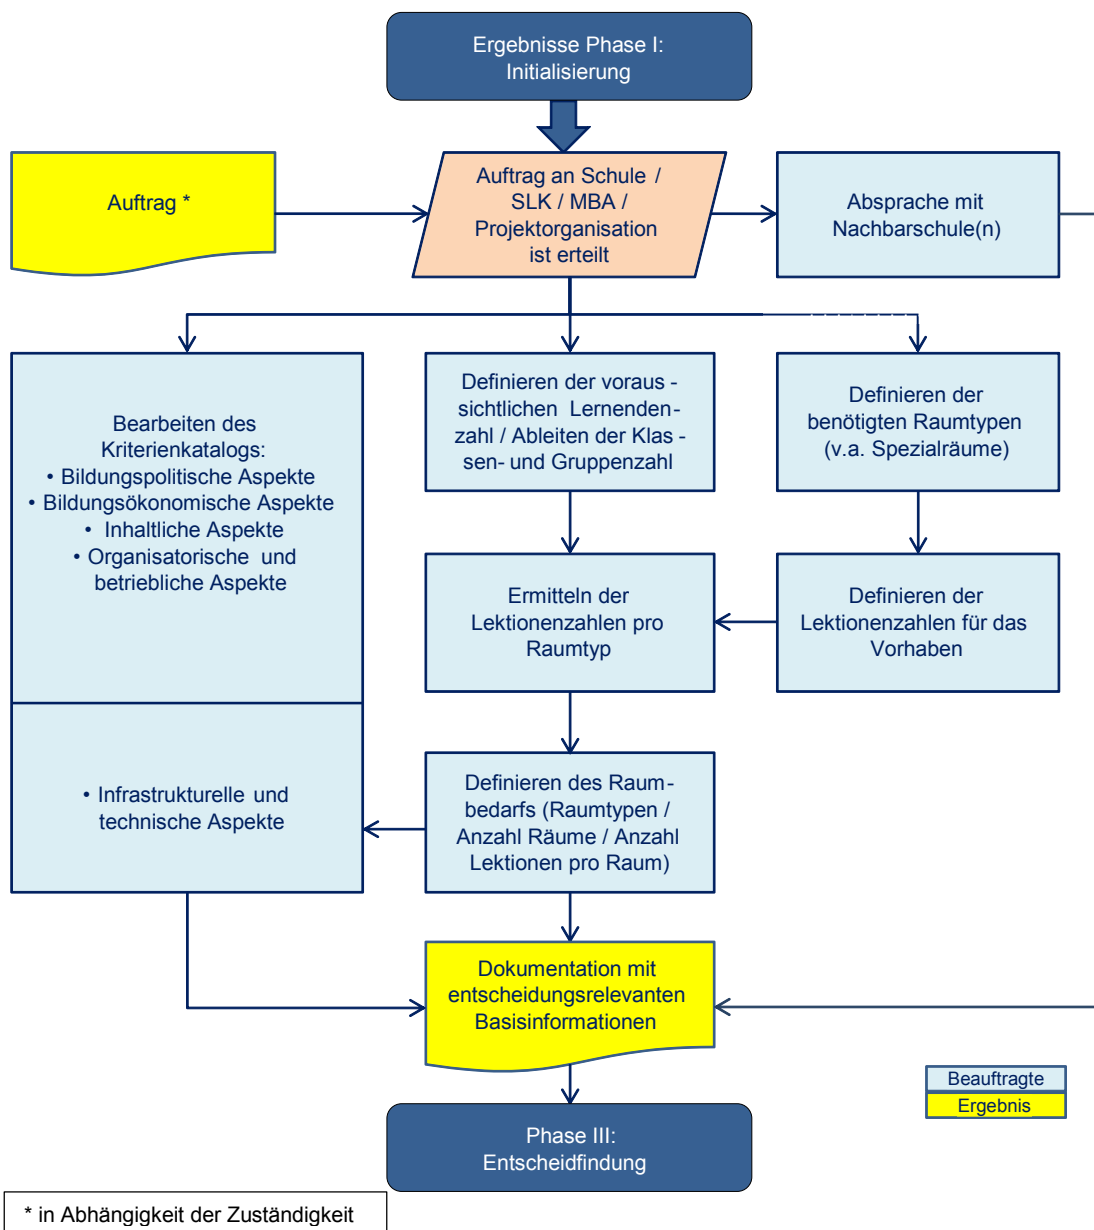 Ergebnisse Phase I:
Initialisierung
Auftrag *
Auftrag an Schule /
SLK / MBA /
Projektorganisation
ist erteilt
Absprache mit
Nachbarschule(n)
Bearbeiten des
Kriterienkatalogs:
• Bildungspolitische Aspekte
• Bildungsökonomische Aspekte
• Inhaltliche Aspekte
• Organisatorische und
betriebliche Aspekte
Definieren der voraus -
sichtlichen Lernenden-
zahl / Ableiten der Klas -
sen- und Gruppenzahl
Definieren der
benötigten Raumtypen
(v.a. Spezialräume)
Ermitteln der
Lektionenzahlen pro
Raumtyp
Definieren der
Lektionenzahlen für das
Vorhaben
• Infrastrukturelle und
technische Aspekte
Definieren des Raum-
bedarfs (Raumtypen /
Anzahl Räume / Anzahl
Lektionen pro Raum)
Dokumentation mit
entscheidungsrelevanten
Basisinformationen
Beauftragte
Ergebnis
Phase III:
Entscheidfindung
* in Abhängigkeit der Zuständigkeit